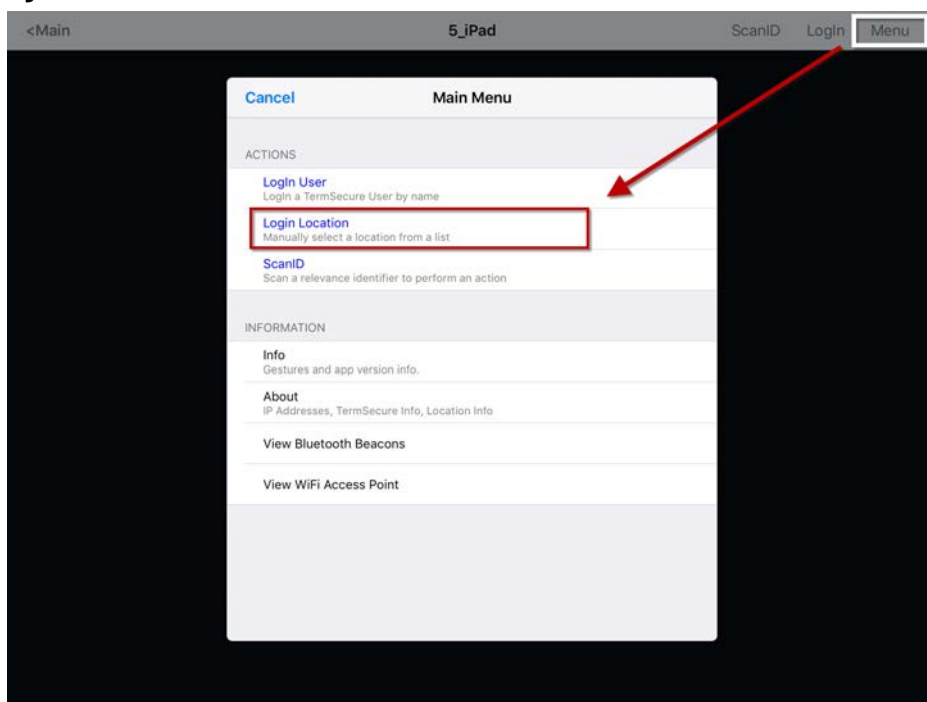 <Main 5_iPad ScanID LogIn Menu
Cancel Main Menu
ACTIONS
LogIn User
LogIn a TermSecure User by name
Login Location
Manually select a location from a list
ScanID
Scan a relevance identifier to perform an action
INFORMATION
Info
Gestures and app version info.
About
IP Addresses, TermSecure Info, Location Info
View Bluetooth Beacons
View WiFi Access Point